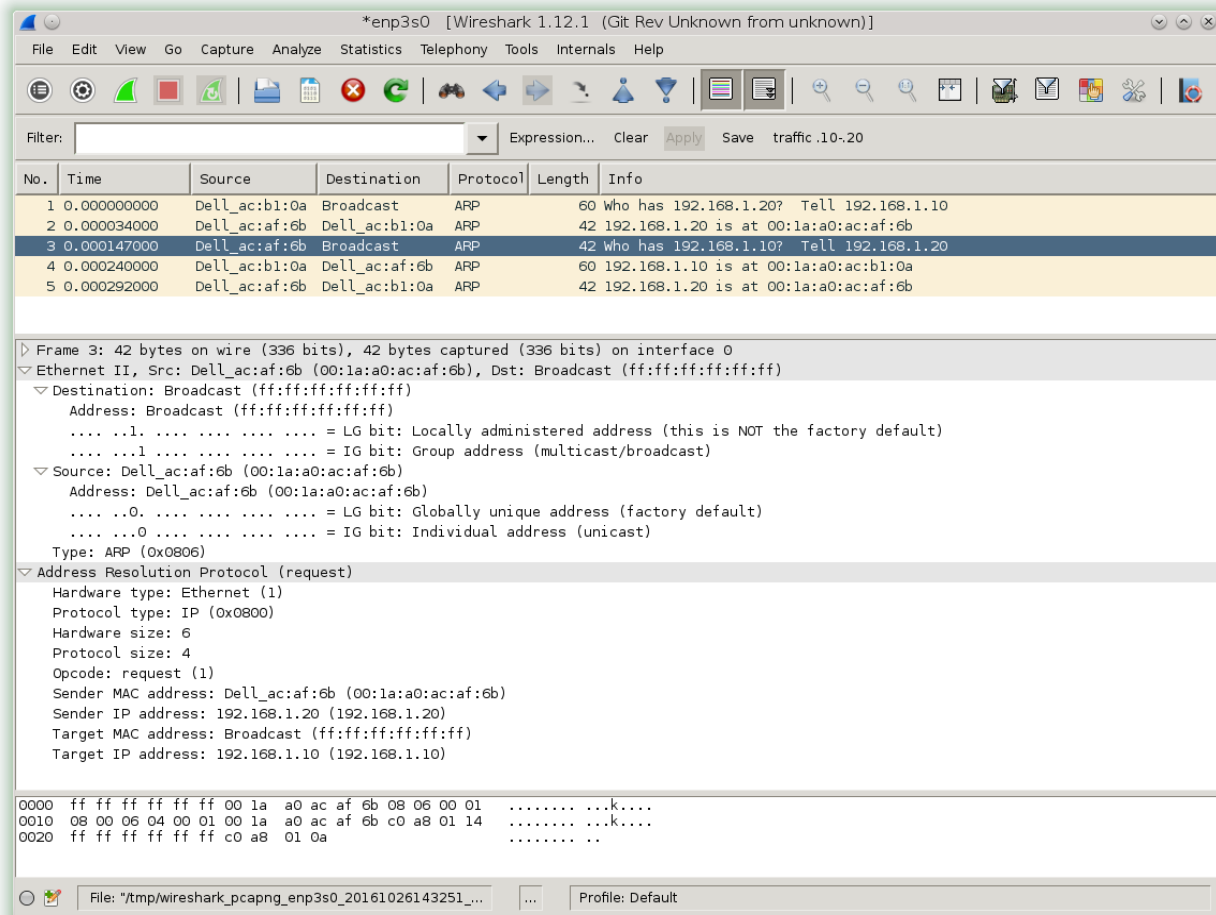 *enp3s0 [Wireshark 1.12.1 (Git Rev Unknown from unknown)]
File Edit View Go Capture Analyze Statistics Telephony Tools Internals Help
Filter: Expression... Clear Apply Save traffic .10-.20
No. Time Source Destination Protocol Length Info
1 0.000000000 Dell_ac:b1:0a Broadcast ARP 60 Who has 192.168.1.20? Tell 192.168.1.10
2 0.000034000 Dell_ac:af:6b Dell_ac:b1:0a ARP 42 192.168.1.20 is at 00:1a:a0:ac:af:6b
3 0.000147000 Dell_ac:af:6b Broadcast ARP 42 Who has 192.168.1.10? Tell 192.168.1.20
4 0.000240000 Dell_ac:b1:0a Dell_ac:af:6b ARP 60 192.168.1.10 is at 00:1a:a0:ac:b1:0a
5 0.000292000 Dell_ac:af:6b Dell_ac:b1:0a ARP 42 192.168.1.20 is at 00:1a:a0:ac:af:6b
Frame 3: 42 bytes on wire (336 bits), 42 bytes captured (336 bits) on interface 0
Ethernet II, Src: Dell_ac:af:6b (00:1a:a0:ac:af:6b), Dst: Broadcast (ff:ff:ff:ff:ff:ff)
Destination: Broadcast (ff:ff:ff:ff:ff:ff)
Address: Broadcast (ff:ff:ff:ff:ff:ff)
.... ..1. .... .... .... .... = LG bit: Locally administered address (this is NOT the factory default)
.... ...1 .... .... .... .... = IG bit: Group address (multicast/broadcast)
Source: Dell_ac:af:6b (00:1a:a0:ac:af:6b)
Address: Dell_ac:af:6b (00:1a:a0:ac:af:6b)
.... ..0. .... .... .... .... = LG bit: Globally unique address (factory default)
.... ...0 .... .... .... .... = IG bit: Individual address (unicast)
Type: ARP (0x0806)
Address Resolution Protocol (request)
Hardware type: Ethernet (1)
Protocol type: IP (0x0800)
Hardware size: 6
Protocol size: 4
Opcode: request (1)
Sender MAC address: Dell_ac:af:6b (00:1a:a0:ac:af:6b)
Sender IP address: 192.168.1.20 (192.168.1.20)
Target MAC address: Broadcast (ff:ff:ff:ff:ff:ff)
Target IP address: 192.168.1.10 (192.168.1.10)
0000 ff ff ff ff ff ff 00 1a a0 ac af 6b 08 06 00 01 ........ ...k....
0010 08 00 06 04 00 01 00 1a a0 ac af 6b c0 a8 01 14 ........ ...k....
0020 ff ff ff ff ff ff c0 a8 01 0a ........ ..
File: "/tmp/wireshark_pcapng_enp3s0_20161026143251_... ... Profile: Default